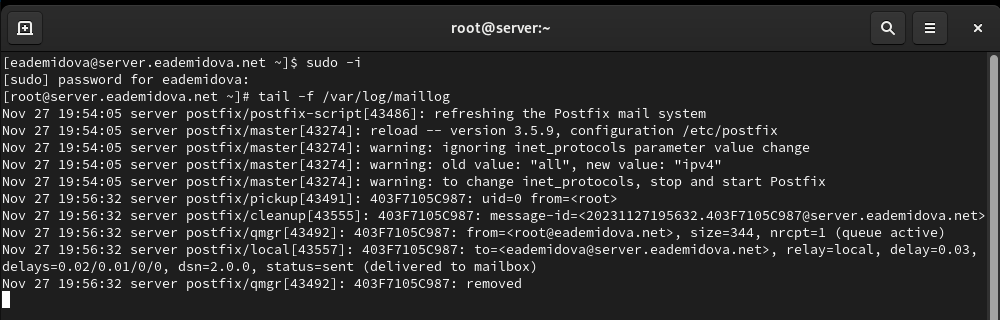 root@server:~
[eademidova@server.eademidova.net ~]$ sudo -i
[sudo] password for eademidova:
[root@server.eademidova.net ~]# tail -f /var/log/maillog
Nov 27 19:54:05 server postfix/postfix-script[43486]: refreshing the Postfix mail system
Nov 27 19:54:05 server postfix/master[43274]: reload -- version 3.5.9, configuration /etc/postfix
Nov 27 19:54:05 server postfix/master[43274]: warning: ignoring inet_protocols parameter value change
Nov 27 19:54:05 server postfix/master[43274]: warning: old value: "all", new value: "ipv4"
Nov 27 19:54:05 server postfix/master[43274]: warning: to change inet_protocols, stop and start Postfix
Nov 27 19:56:32 server postfix/pickup[43491]: 403F7105C987: uid=0 from=<root>
Nov 27 19:56:32 server postfix/cleanup[43555]: 403F7105C987: message-id=<20231127195632.403F7105C987@server.eademidova.net>
Nov 27 19:56:32 server postfix/qmgr[43492]: 403F7105C987: from=<root@eademidova.net>, size=344, nrcpt=1 (queue active)
Nov 27 19:56:32 server postfix/local[43557]: 403F7105C987: to=<eademidova@server.eademidova.net>, relay=local, delay=0.03,
delays=0.02/0.01/0/0, dsn=2.0.0, status=sent (delivered to mailbox)
Nov 27 19:56:32 server postfix/qmgr[43492]: 403F7105C987: removed